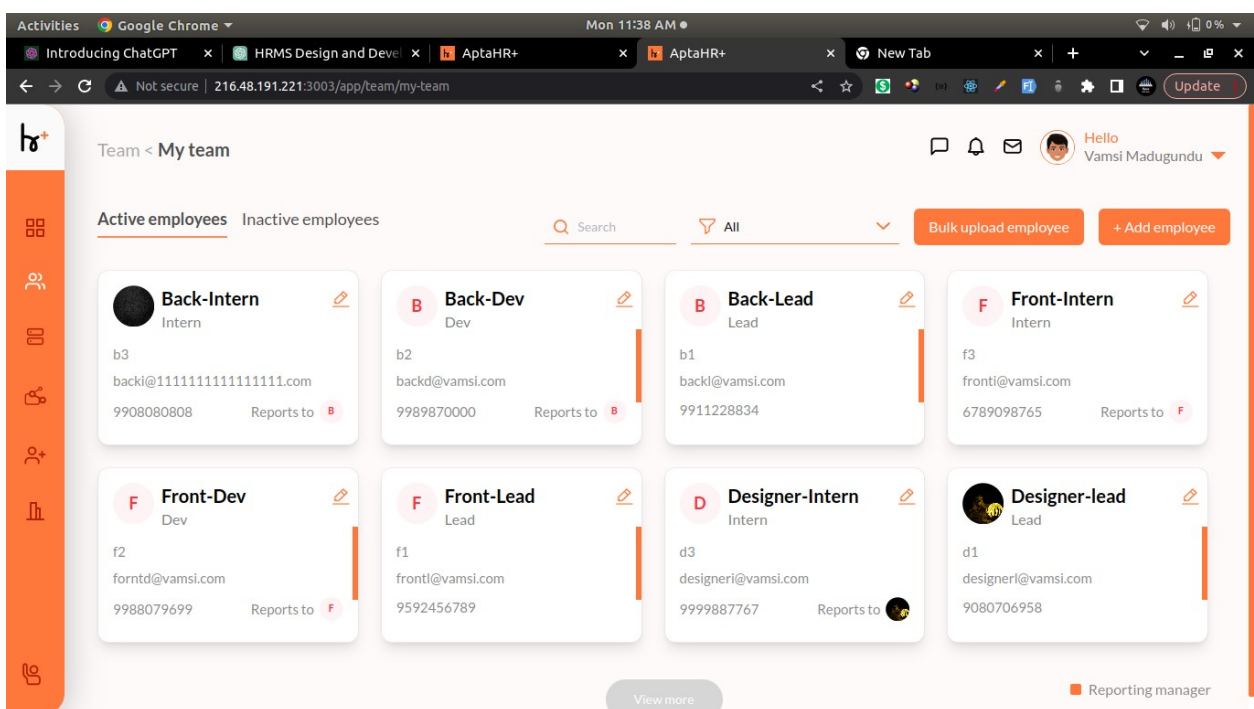 Activities Google Chrome Mon 11:38 AM 0%
Introducing ChatGPT HRMS Design and Devel AptaHR+ AptaHR+ New Tab
Not secure 216.48.191.221:3003/app/team/my-team Update
Team < My team
Hello
Vamsi Madugundu
Active employees Inactive employees Search All Bulk upload employee + Add employee
Back-Intern
Intern
b3
backi@1111111111111111.com
9908080808 Reports to B
B Back-Dev
Dev
b2
backd@vamsi.com
9989870000 Reports to B
B Back-Lead
Lead
b1
backl@vamsi.com
9911228834
F Front-Intern
Intern
f3
fronti@vamsi.com
6789098765 Reports to F
F Front-Dev
Dev
f2
forntd@vamsi.com
9988079699 Reports to F
F Front-Lead
Lead
f1
frontl@vamsi.com
9592456789
D Designer-Intern
Intern
d3
designeri@vamsi.com
9999887767 Reports to
Designer-lead
Lead
d1
designerl@vamsi.com
9080706958
View more
Reporting manager